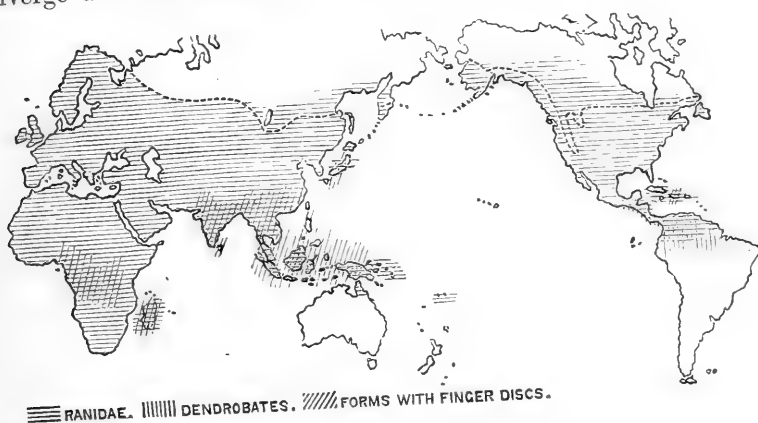 RANIDAE. DENDROBATES. FORMS WITH FINGER DISCS.